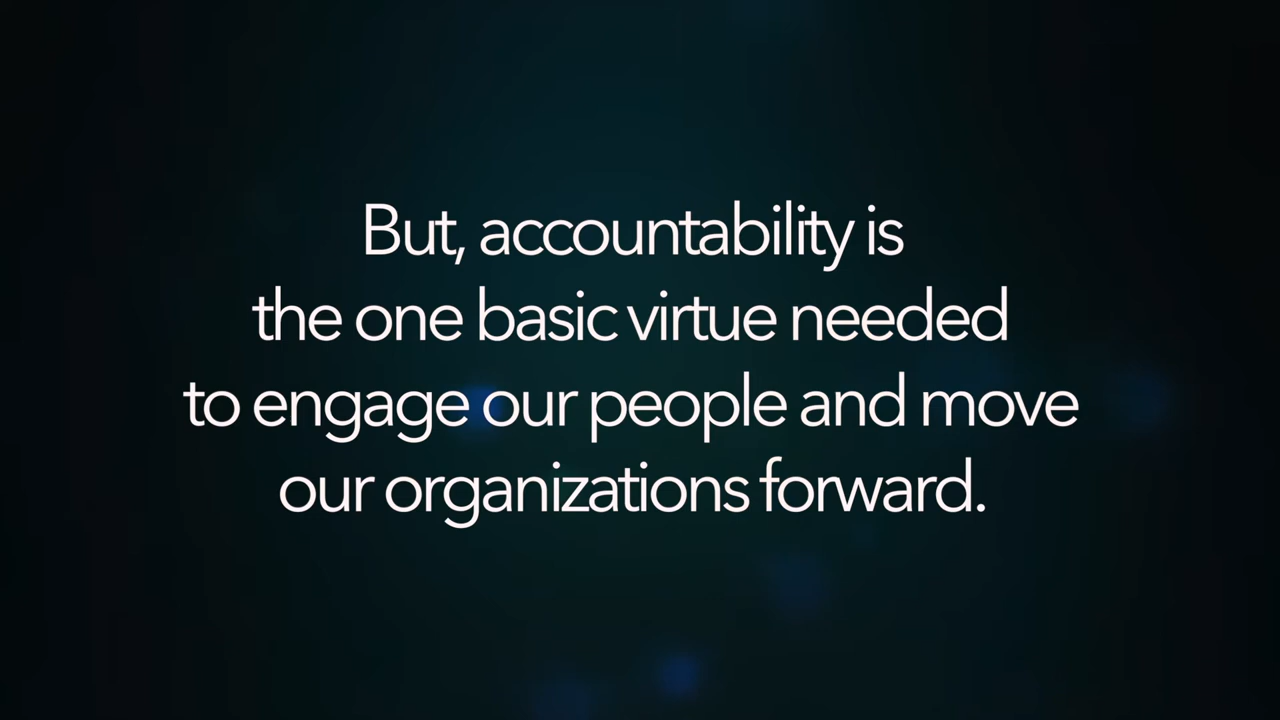 But, accountability is
the one basic virtue needed
to engage our people and move
our organizations forward.